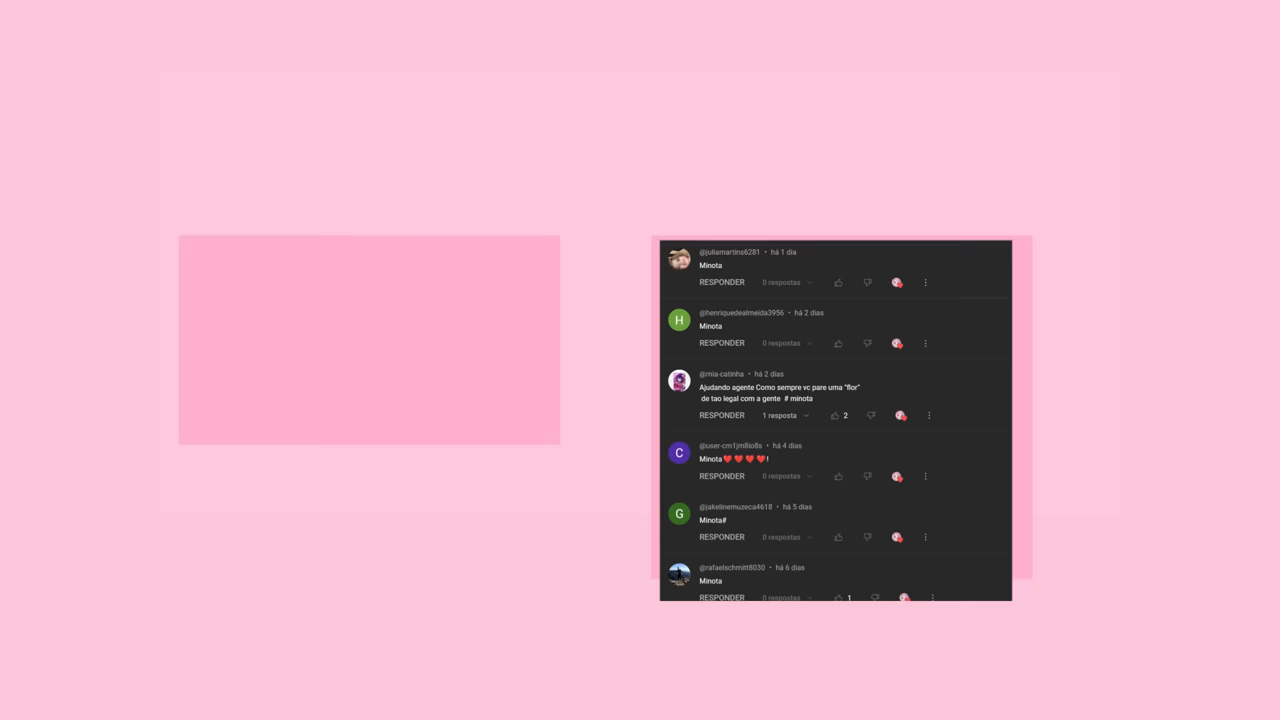 @juliamartins6281 • há 1 dia
Minota
RESPONDER 0 respostas
H
@henriquedealmeida3956 • há 2 dias
Minota
RESPONDER 0 respostas
@mia-catinha • há 2 dias
Ajudando agente Como sempre vc pare uma "flor"
de tao legal com a gente # minota
RESPONDER 1 resposta 2
C
@user-cm1jm8io8s • há 4 dias
Minota❤️❤️❤️❤️!
RESPONDER 0 respostas
G
@jakelinemuzeca4618 • há 5 dias
Minota#
RESPONDER 0 respostas
@rafaelschmitt8030 • há 6 dias
Minota
RESPONDER 0 respostas 1